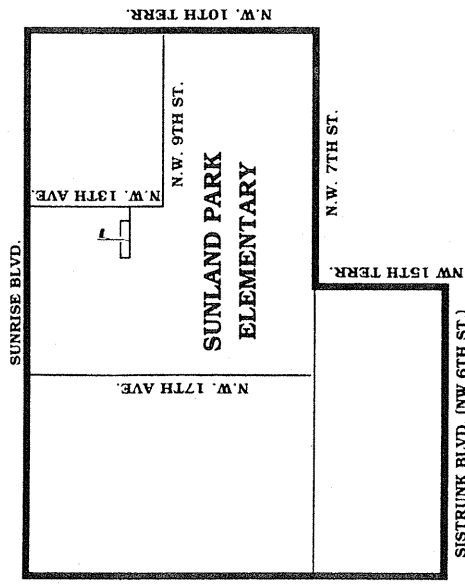 N.W. 10TH TERR.
SUNRISE BLVD.
N.W. 13TH AVE.
N.W. 9TH ST.
SUNLAND PARK
ELEMENTARY
N.W. 7TH ST.
NW 15TH TERR.
N.W. 17TH AVE.
SISTRUNK BLVD. (NW 6TH ST.)